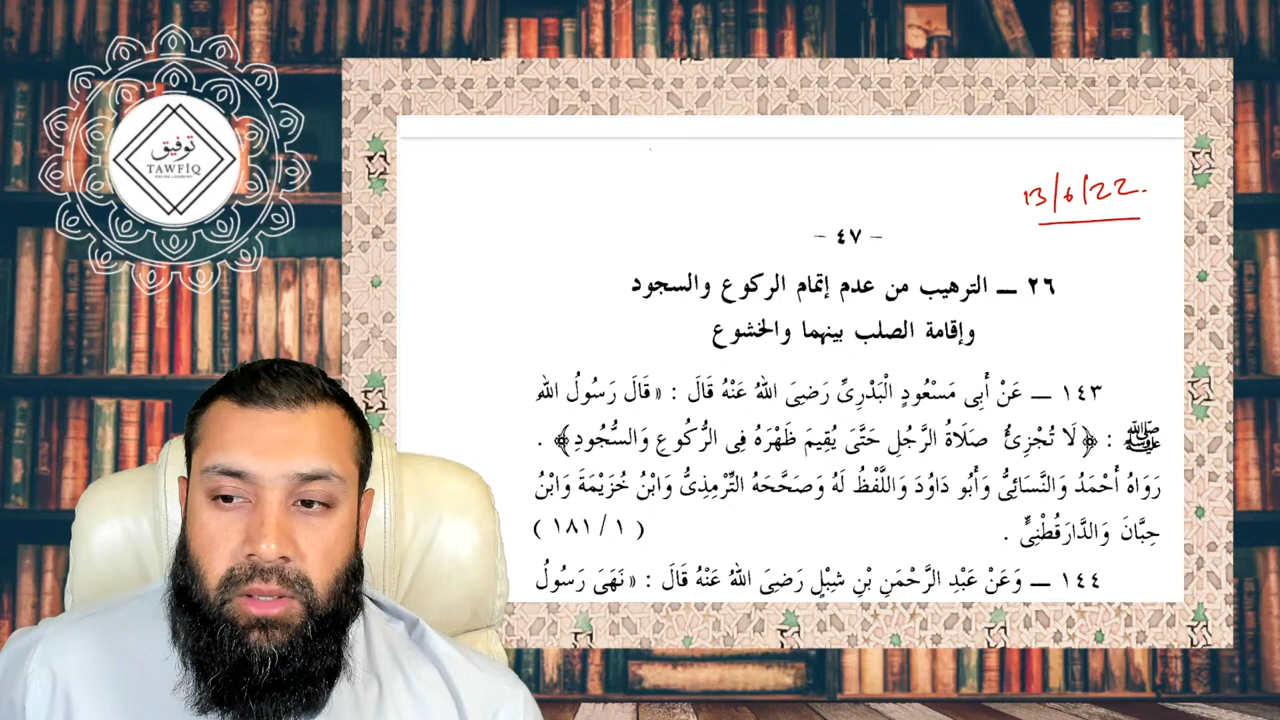 توفيق
TAWFIQ
ONLINE LEARNING
13/6/22.
– ٤٧ –
٢٦ — الترهيب من عدم إتمام الركوع والسجود
وإقامة الصلب بينهما والخشوع
١٤٣ — عَنْ أَبِى مَسْعُودٍ الْبَدْرِىِّ رَضِىَ اللهُ عَنْهُ قَالَ : « قَالَ رَسُولُ اللهِ
ﷺ : ﴿ لَا تُجْزِئُ صَلَاةُ الرَّجُلِ حَتَّى يُقِيمَ ظَهْرَهُ فِى الرُّكُوعِ وَالسُّجُودِ﴾ .
رَوَاهُ أَحْمَدُ وَالنَّسَائِىُّ وَأَبُو دَاوُدَ وَاللَّفْظُ لَهُ وَصَحَّحَهُ التِّرْمِذِىُّ وَابْنُ خُزَيْمَةَ وَابْنُ
حِبَّانَ وَالدَّارَقُطْنِىُّ . ( ١ / ١٨١ )
١٤٤ — وَعَنْ عَبْدِ الرَّحْمَنِ بْنِ شِبْلٍ رَضِىَ اللهُ عَنْهُ قَالَ : « نَهَى رَسُولُ